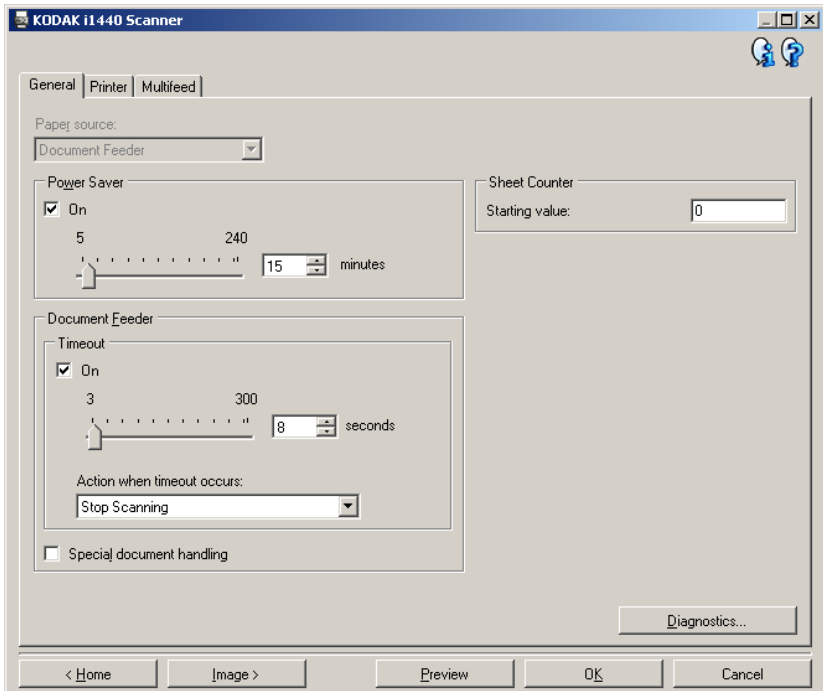 KODAK i1440 Scanner
General Printer Multifeed
Paper source:
Document Feeder
Power Saver
On
5 240
15 minutes
Sheet Counter
Starting value: 0
Document Feeder
Timeout
On
3 300
8 seconds
Action when timeout occurs:
Stop Scanning
Special document handling
Diagnostics...
< Home Image > Preview OK Cancel